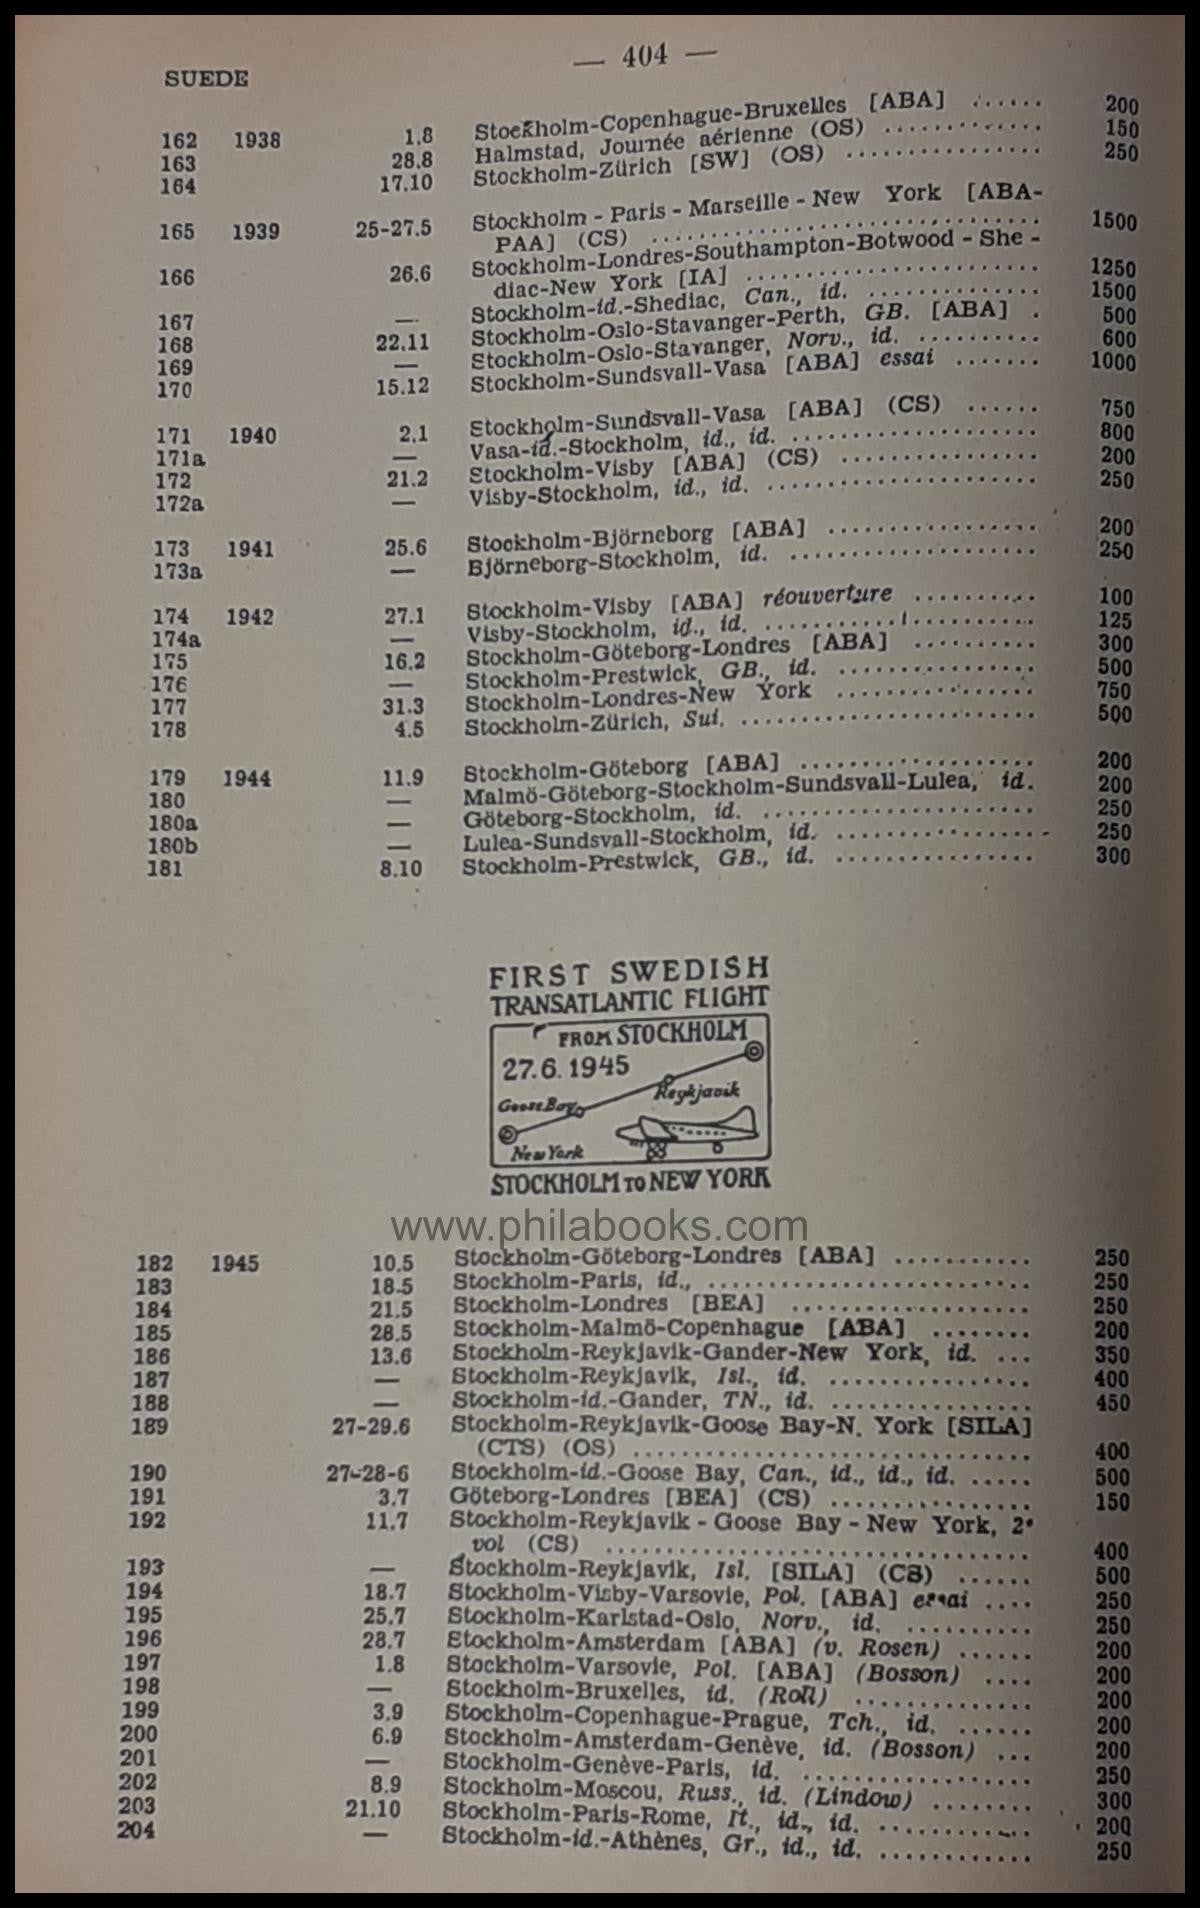 — 404 —
SUEDE
162 1938 1.8 Stockholm-Copenhague-Bruxelles [ABA] ...... 200
163 28.8 Halmstad, Journée aérienne (OS) ............. 150
164 17.10 Stockholm-Zürich [SW] (OS) ................. 250
165 1939 25-27.5 Stockholm - Paris - Marseille - New York [ABA-
PAA] (CS) ................................. 1500
166 26.6 Stockholm-Londres-Southampton-Botwood - She -
diac-New York [IA] ......................... 1250
167 — Stockholm-id.-Shediac, Can., id. ............... 1500
168 22.11 Stockholm-Oslo-Stavanger-Perth, GB. [ABA] . 500
169 — Stockholm-Oslo-Stavanger, Norv., id. .......... 600
170 15.12 Stockholm-Sundsvall-Vasa [ABA] essai ....... 1000
171 1940 2.1 Stockholm-Sundsvall-Vasa [ABA] (CS) ...... 750
171a — Vasa-id.-Stockholm, id., id. ..................... 800
172 21.2 Stockholm-Visby [ABA] (CS) ................. 200
172a — Visby-Stockholm, id., id. ....................... 250
173 1941 25.6 Stockholm-Björneborg [ABA] .................. 200
173a — Björneborg-Stockholm, id. ..................... 250
174 1942 27.1 Stockholm-Visby [ABA] réouverture .......... 100
174a — Visby-Stockholm, id., id. ....................... 125
175 16.2 Stockholm-Göteborg-Londres [ABA] .......... 300
176 — Stockholm-Prestwick, GB., id. ................. 500
177 31.3 Stockholm-Londres-New York ................. 750
178 4.5 Stockholm-Zürich, Sui. ......................... 500
179 1944 11.9 Stockholm-Göteborg [ABA] .................... 200
180 — Malmö-Göteborg-Stockholm-Sundsvall-Lulea, id. 200
180a — Göteborg-Stockholm, id. ....................... 250
180b — Lulea-Sundsvall-Stockholm, id. ................. 250
181 8.10 Stockholm-Prestwick, GB., id. ................. 300
FIRST SWEDISH
TRANSATLANTIC FLIGHT
FROM STOCKHOLM
27.6.1945
Reykjavik
Goose Bay
New York
STOCKHOLM TO NEW YORK
www.philabooks.com
182 1945 10.5 Stockholm-Göteborg-Londres [ABA] ........... 250
183 18.5 Stockholm-Paris, id., ........................... 250
184 21.5 Stockholm-Londres [BEA] .................... 250
185 28.5 Stockholm-Malmö-Copenhague [ABA] ........ 200
186 13.6 Stockholm-Reykjavik-Gander-New York, id. ... 350
187 — Stockholm-Reykjavik, Isl., id. ................. 400
188 — Stockholm-id.-Gander, TN., id. ................ 450
189 27-29.6 Stockholm-Reykjavik-Goose Bay-N. York [SILA]
(CTS) (OS) ................................. 400
190 27-28-6 Stockholm-id.-Goose Bay, Can., id., id., id. ..... 500
191 3.7 Göteborg-Londres [BEA] (CS) ................ 150
192 11.7 Stockholm-Reykjavik - Goose Bay - New York, 2e
vol (CS) ................................... 400
193 — Stockholm-Reykjavik, Isl. [SILA] (CS) ...... 500
194 18.7 Stockholm-Visby-Varsovie, Pol. [ABA] essai .... 250
195 25.7 Stockholm-Karlstad-Oslo, Norv., id. .......... 250
196 28.7 Stockholm-Amsterdam [ABA] (v. Rosen) ...... 200
197 1.8 Stockholm-Varsovie, Pol. [ABA] (Bosson) .... 200
198 — Stockholm-Bruxelles, id. (Roll) .............. 200
199 3.9 Stockholm-Copenhague-Prague, Tch., id. ...... 200
200 6.9 Stockholm-Amsterdam-Genève, id. (Bosson) ... 200
201 — Stockholm-Genève-Paris, id. ................... 250
202 8.9 Stockholm-Moscou, Russ., id. (Lindow) ........ 300
203 21.10 Stockholm-Paris-Rome, It., id., id. ............. 200
204 — Stockholm-id.-Athènes, Gr., id., id. ............. 250